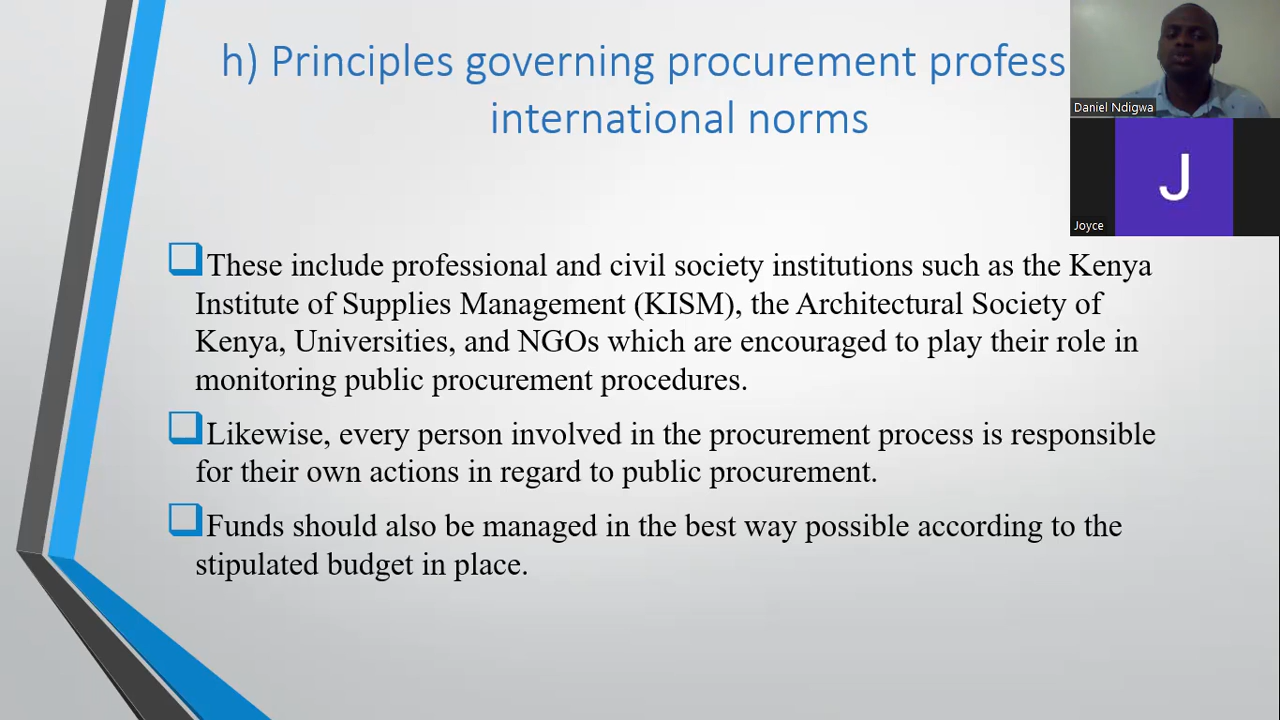 h) Principles governing procurement profess
international norms
Daniel Ndigwa
J
Joyce
❑These include professional and civil society institutions such as the Kenya
Institute of Supplies Management (KISM), the Architectural Society of
Kenya, Universities, and NGOs which are encouraged to play their role in
monitoring public procurement procedures.
❑Likewise, every person involved in the procurement process is responsible
for their own actions in regard to public procurement.
❑Funds should also be managed in the best way possible according to the
stipulated budget in place.